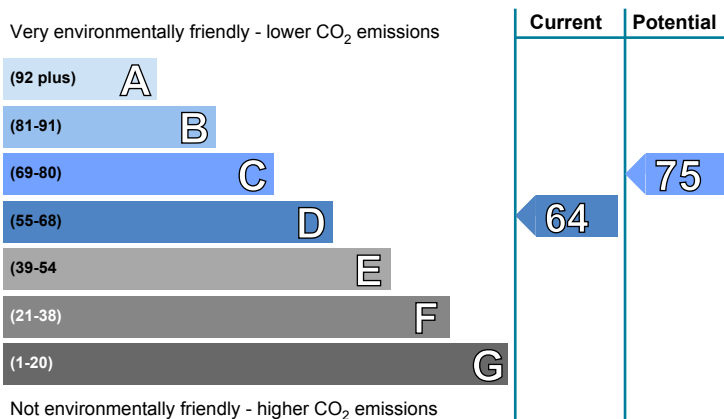 Current Potential
Very environmentally friendly - lower CO2 emissions
(92 plus) A
(81-91) B
(69-80) C
75
(55-68) D
64
(39-54 E
(21-38) F
(1-20) G
Not environmentally friendly - higher CO2 emissions